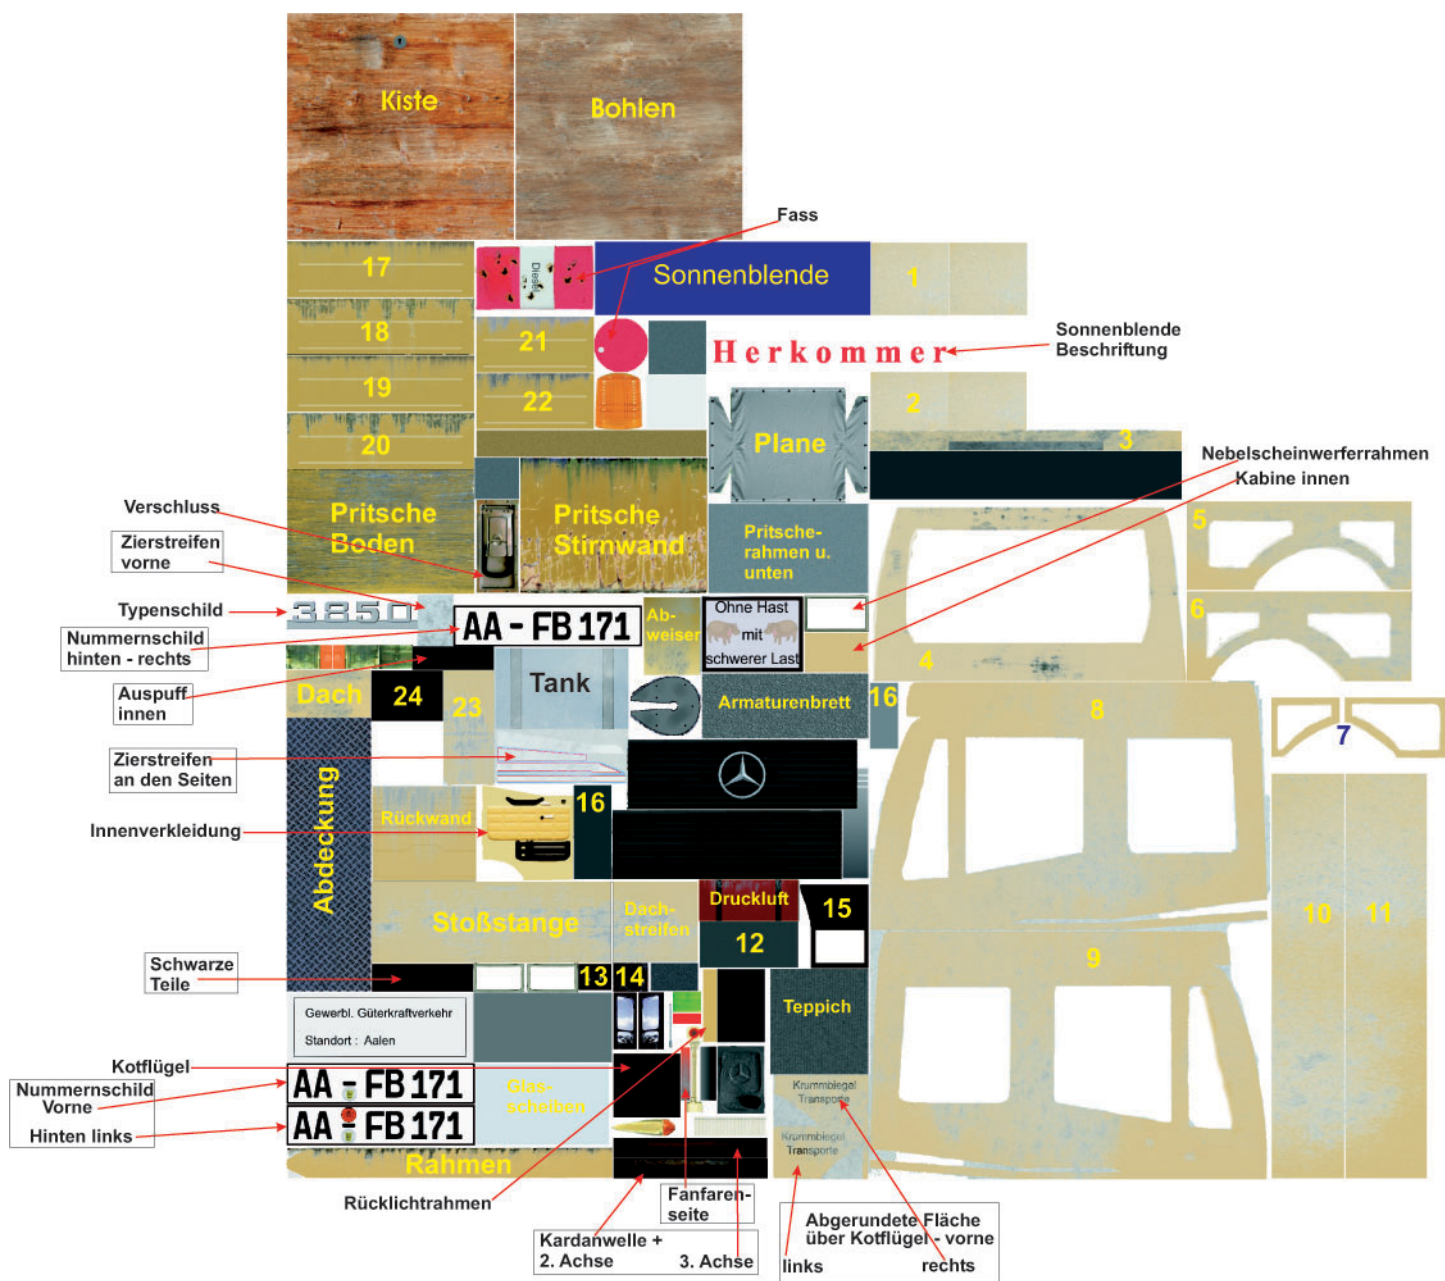 Kiste
Bohlen
Fass
17
Diesel
Sonnenblende
1
18
21
Herkommer
Sonnenblende
Beschriftung
19
22
2
20
Plane
3
Nebelscheinwerferrahmen
Kabine innen
Verschluss
Zierstreifen
vorne
Pritsche
Boden
Pritsche
Stirnwand
Pritsche-
rahmen u.
unten
5
Typenschild
3850
Nummernschild
hinten - rechts
AA - FB 171
Ab-
weiser
Ohne Hast
mit
schwerer Last
6
4
Auspuff
innen
Dach
24
23
Tank
Armaturenbrett
16
8
7
Zierstreifen
an den Seiten
Abdeckung
Innenverkleidung
Rückwand
16
Stoßstange
Dach-
streifen
Druckluft
12
15
10
11
9
Schwarze
Teile
13
14
Gewerbl. Güterkraftverkehr
Standort : Aalen
Teppich
Kotflügel
Nummernschild
Vorne
AA - FB 171
Glas-
scheiben
Krummbiegel
Transporte
Hinten links
AA - FB 171
Krummbiegel
Transporte
Rahmen
Rücklichtrahmen
Fanfaren-
seite
Kardanwelle +
2. Achse
3. Achse
Abgerundete Fläche
über Kotflügel - vorne
links
rechts